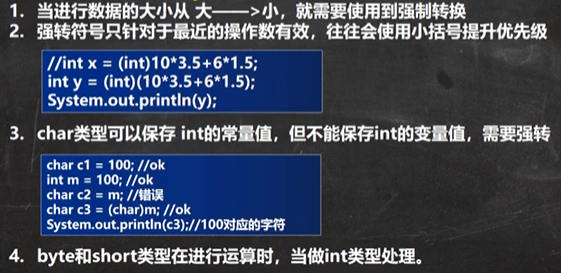 1. 当进行数据的大小从 大——>小，就需要使用到强制转换
2. 强转符号只针对于最近的操作数有效，往往会使用小括号提升优先级
//int x = (int)10*3.5+6*1.5;
int y = (int)(10*3.5+6*1.5);
System.out.println(y);
3. char类型可以保存 int的常量值，但不能保存int的变量值，需要强转
char c1 = 100; //ok
int m = 100; //ok
char c2 = m; //错误
char c3 = (char)m; //ok
System.out.println(c3);//100对应的字符
4. byte和short类型在进行运算时，当做int类型处理。